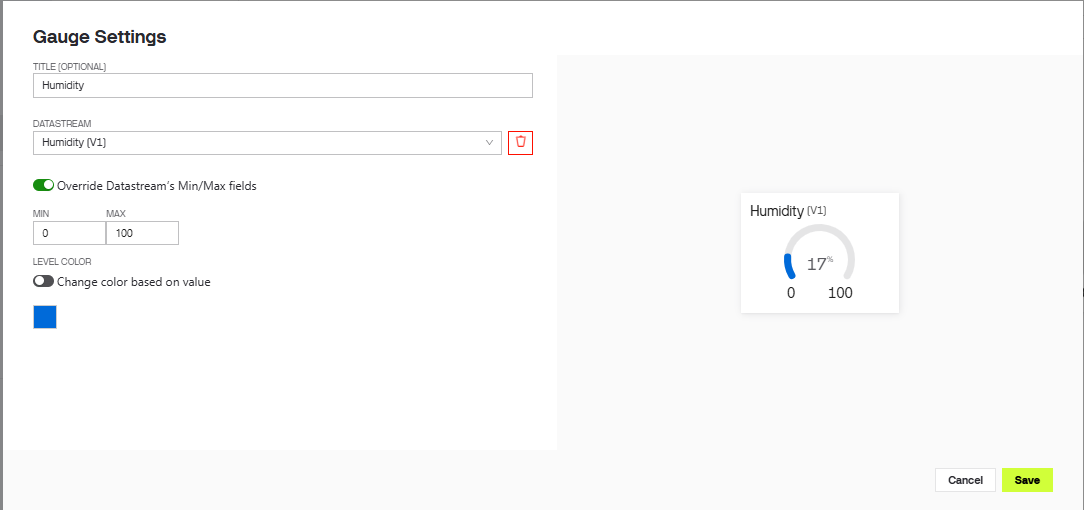 Gauge Settings
TITLE (OPTIONAL)
Humidity
DATASTREAM
Humidity (V1)
Override Datastream's Min/Max fields
MIN MAX
0 100
LEVEL COLOR
Change color based on value
Humidity (V1)
17%
0 100
Cancel Save